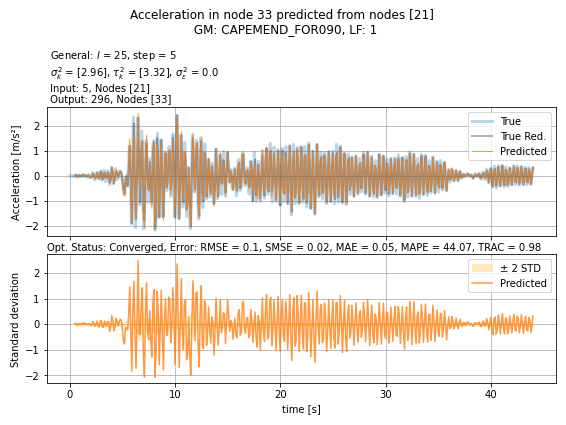 Acceleration in node 33 predicted from nodes [21]
GM: CAPEMEND_FOR090, LF: 1
General: l = 25, step = 5
σ²ₖ = [2.96], τ²ₖ = [3.32], σ²ₑ = 0.0
Input: 5, Nodes [21]
Output: 296, Nodes [33]
Acceleration [m/s²]
2
1
0
−1
−2
True
True Red.
Predicted
Opt. Status: Converged, Error: RMSE = 0.1, SMSE = 0.02, MAE = 0.05, MAPE = 44.07, TRAC = 0.98
Standard deviation
2
1
0
−1
−2
± 2 STD
Predicted
0
10
20
30
40
time [s]